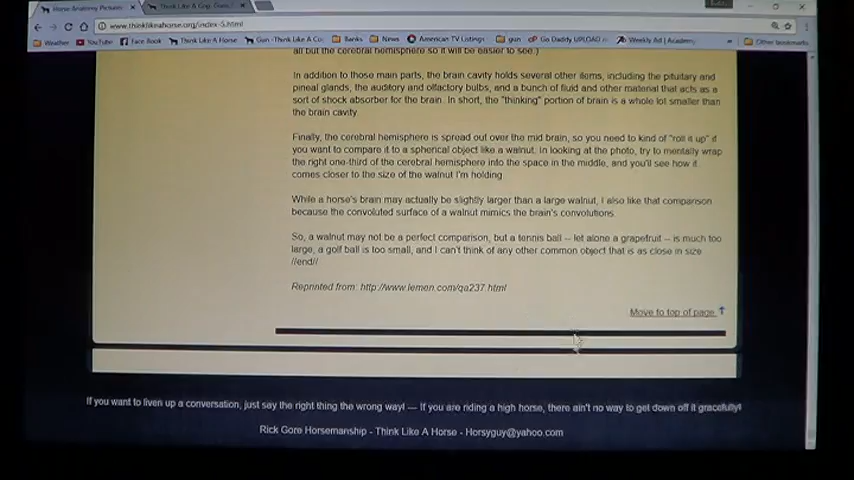 Horse Anatomy Pictures
Think Like A Gap
www.thinklikeahorse.org/index-5.html
Weather YouTube Face Book Think Like A Horse Gun -Think Like A Co Banks News American TV Listings gun Go Daddy UPLOAD Weekly Ad | Academy Other bookmarks
all but the cerebral hemisphere so it will be easier to see.)
In addition to those main parts, the brain cavity holds several other items, including the pituitary and
pineal glands, the auditory and olfactory bulbs, and a bunch of fluid and other material that acts as a
sort of shock absorber for the brain. In short, the "thinking" portion of brain is a whole lot smaller than
the brain cavity.
Finally, the cerebral hemisphere is spread out over the mid brain, so you need to kind of "roll it up" if
you want to compare it to a spherical object like a walnut. In looking at the photo, try to mentally wrap
the right one-third of the cerebral hemisphere into the space in the middle, and you'll see how it
comes closer to the size of the walnut I'm holding.
While a horse's brain may actually be slightly larger than a large walnut, I also like that comparison
because the convoluted surface of a walnut mimics the brain's convolutions.
So, a walnut may not be a perfect comparison, but a tennis ball -- let alone a grapefruit -- is much too
large, a golf ball is too small, and I can't think of any other common object that is as close in size
//end//
Reprinted from: http://www.lemen.com/qa237.html
Move to top of page
If you want to liven up a conversation, just say the right thing the wrong way! — If you are riding a high horse, there ain't no way to get down off it gracefully!
Rick Gore Horsemanship - Think Like A Horse - Horsyguy@yahoo.com